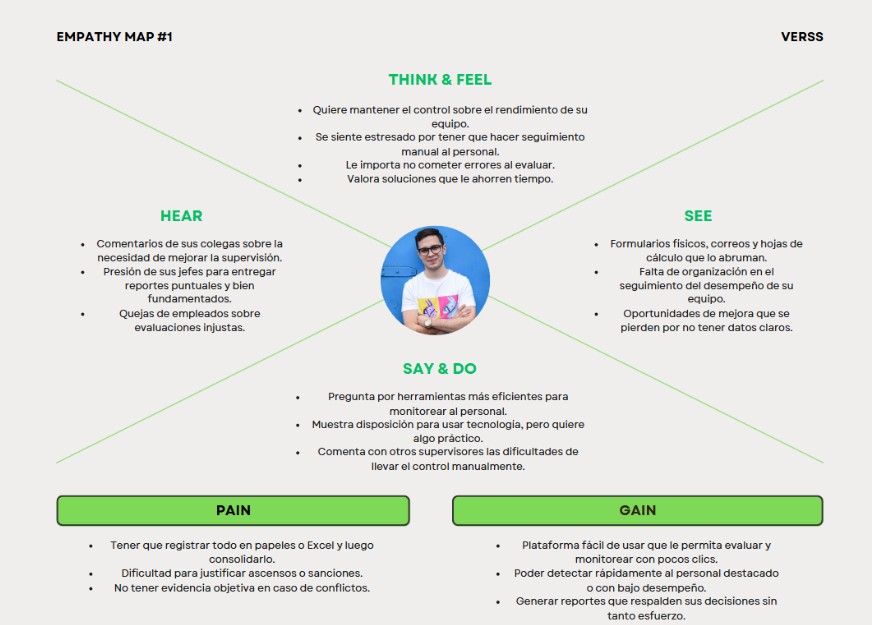 EMPATHY MAP #1
VERSS
THINK & FEEL
• Quiere mantener el control sobre el rendimiento de su
equipo.
• Se siente estresado por tener que hacer seguimiento
manual al personal.
• Le importa no cometer errores al evaluar.
• Valora soluciones que le ahorren tiempo.
HEAR
• Comentarios de sus colegas sobre la
necesidad de mejorar la supervisión.
• Presión de sus jefes para entregar
reportes puntuales y bien
fundamentados.
• Quejas de empleados sobre
evaluaciones injustas.
SEE
• Formularios físicos, correos y hojas de
cálculo que lo abruman.
• Falta de organización en el
seguimiento del desempeño de su
equipo.
• Oportunidades de mejora que se
pierden por no tener datos claros.
SAY & DO
• Pregunta por herramientas más eficientes para
monitorear al personal.
• Muestra disposición para usar tecnología, pero quiere
algo práctico.
• Comenta con otros supervisores las dificultades de
llevar el control manualmente.
PAIN
• Tener que registrar todo en papeles o Excel y luego
consolidarlo.
• Dificultad para justificar ascensos o sanciones.
• No tener evidencia objetiva en caso de conflictos.
GAIN
• Plataforma fácil de usar que le permita evaluar y
monitorear con pocos clics.
• Poder detectar rápidamente al personal destacado
o con bajo desempeño.
• Generar reportes que respalden sus decisiones sin
tanto esfuerzo.